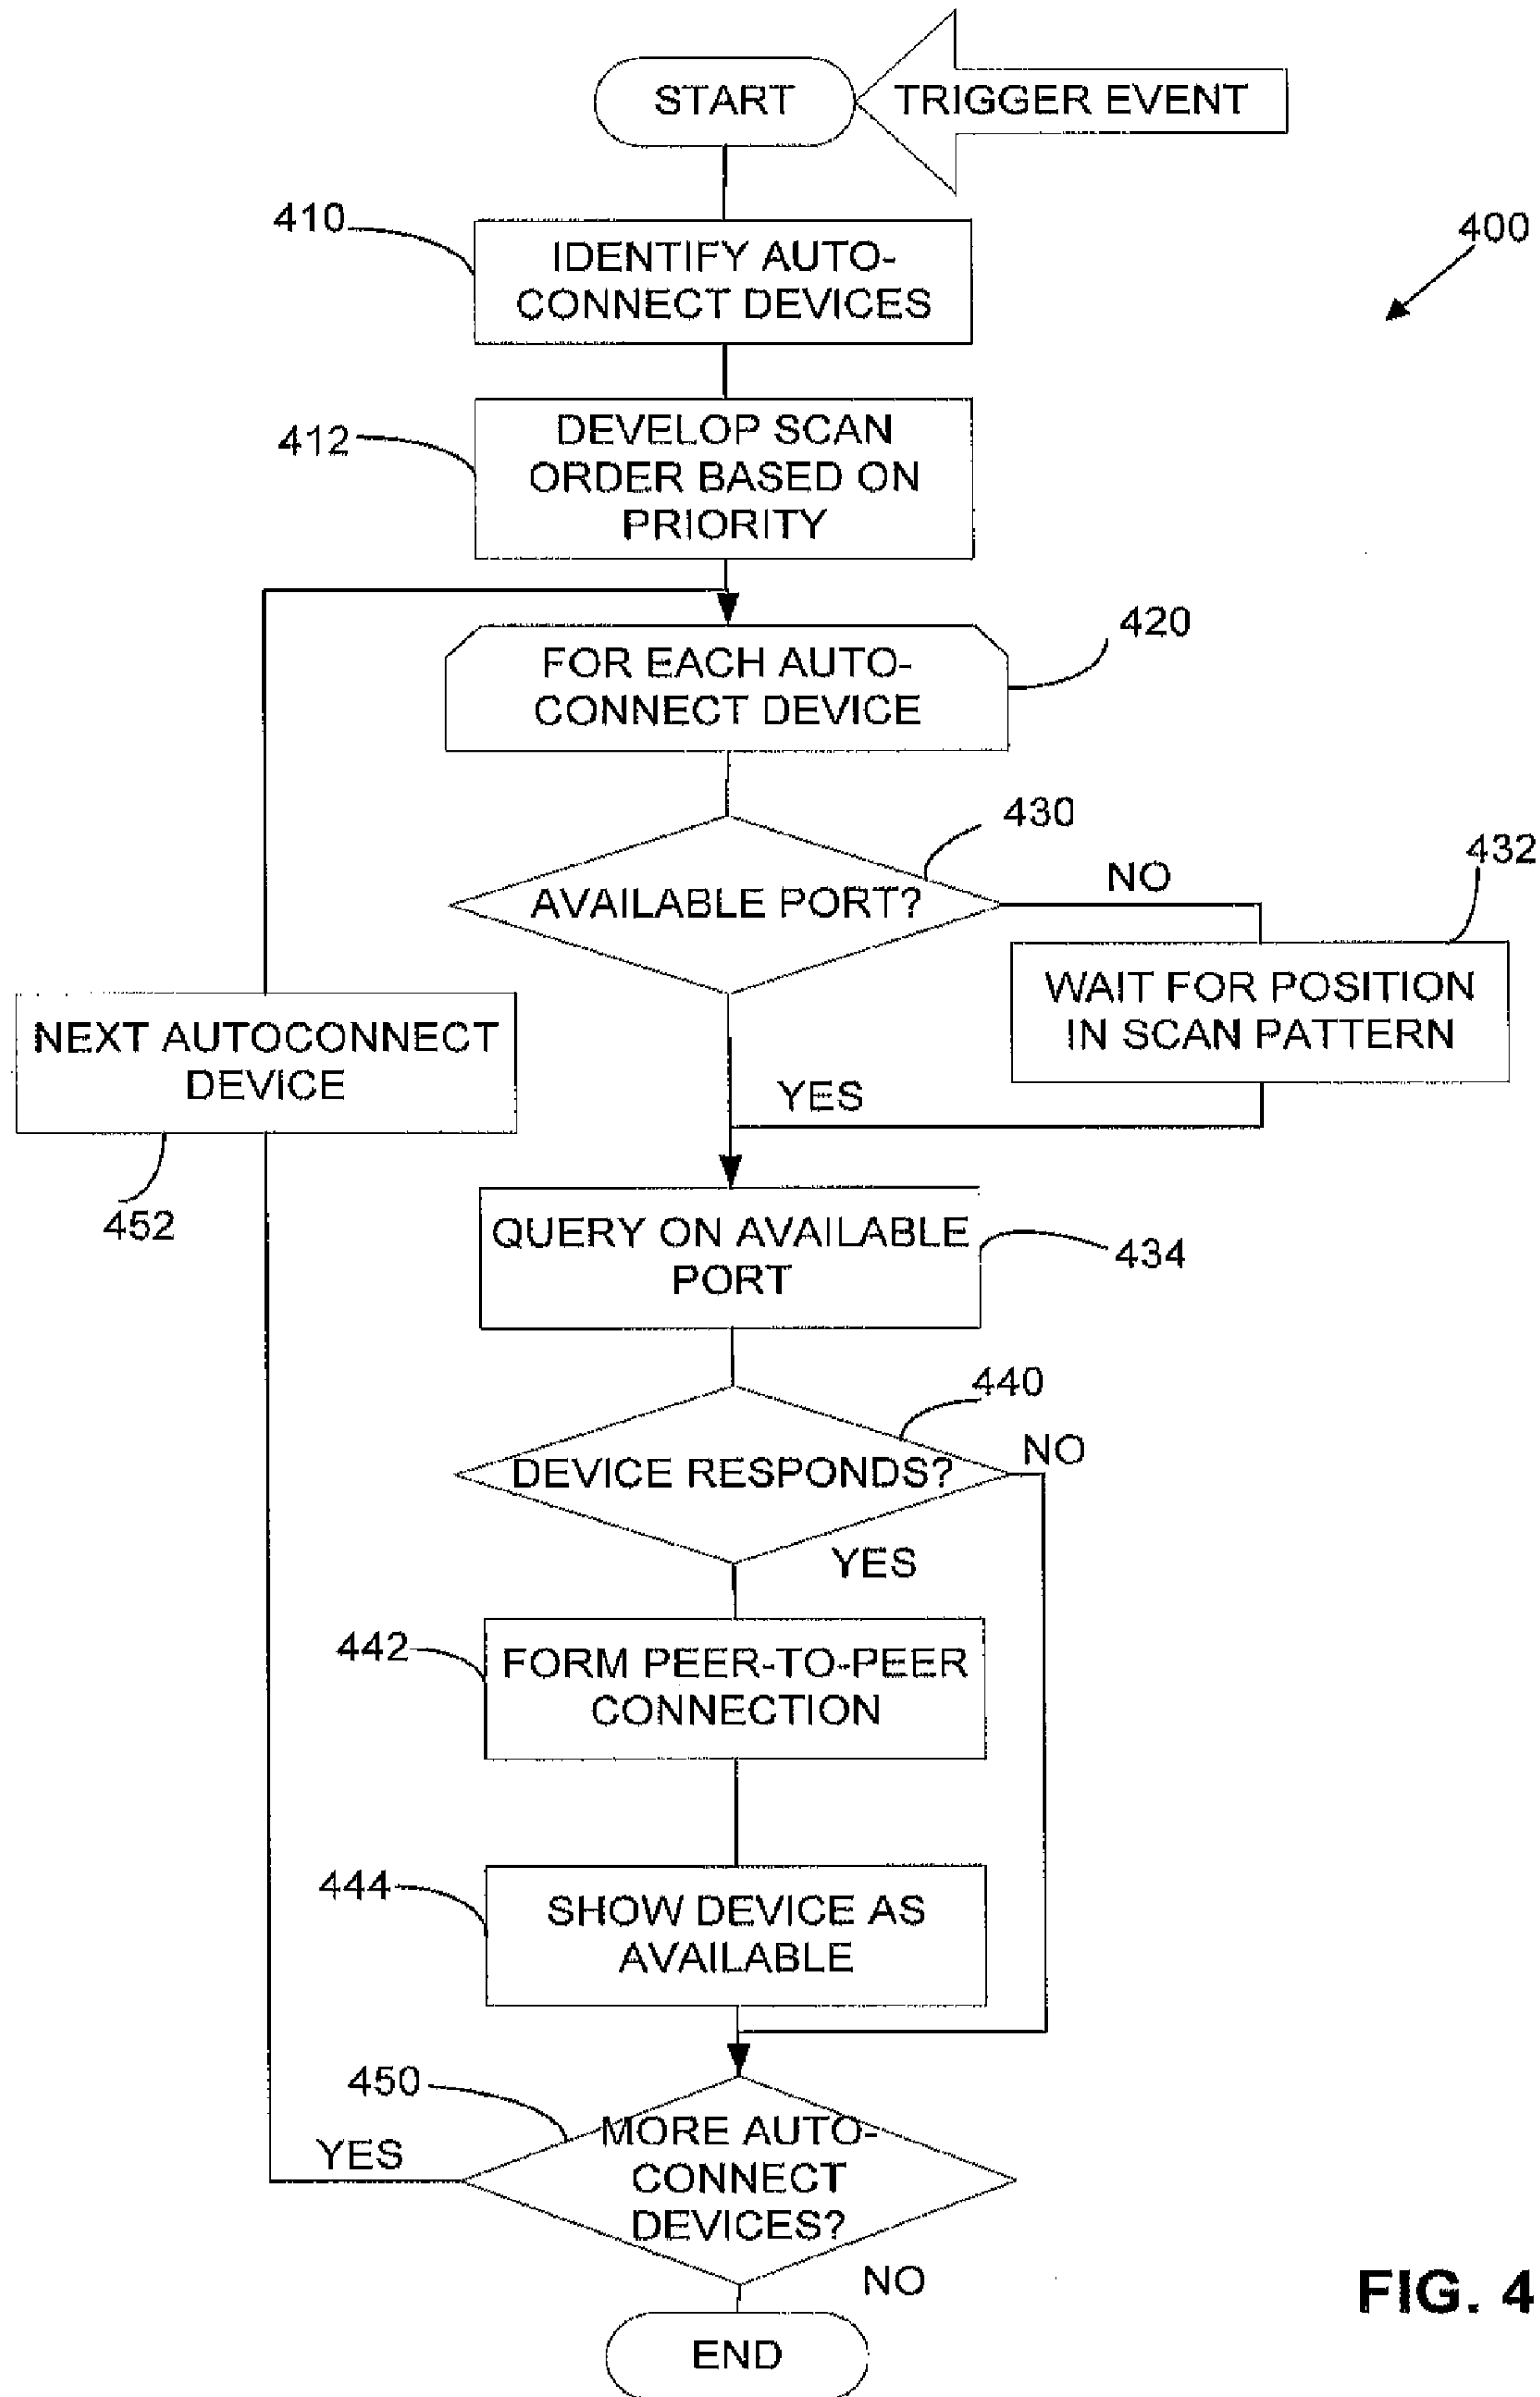 START
TRIGGER EVENT
410
IDENTIFY AUTO-
CONNECT DEVICES
400
412
DEVELOP SCAN
ORDER BASED ON
PRIORITY
420
FOR EACH AUTO-
CONNECT DEVICE
430
AVAILABLE PORT?
NO
432
WAIT FOR POSITION
IN SCAN PATTERN
NEXT AUTOCONNECT
DEVICE
452
YES
QUERY ON AVAILABLE
PORT
434
440
DEVICE RESPONDS?
NO
YES
442
FORM PEER-TO-PEER
CONNECTION
444
SHOW DEVICE AS
AVAILABLE
450
MORE AUTO-
CONNECT
DEVICES?
YES
NO
END
FIG. 4